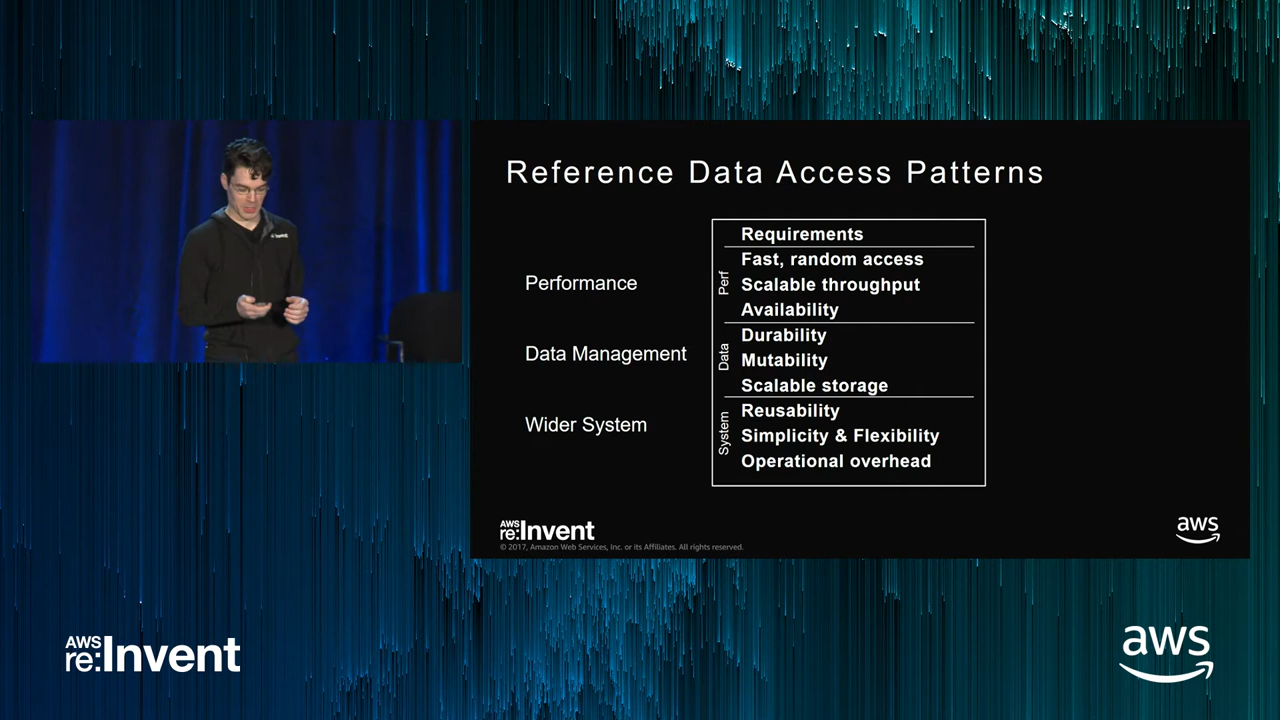 Reference Data Access Patterns
Performance
Data Management
Wider System
Requirements
Perf
Fast, random access
Scalable throughput
Availability
Data
Durability
Mutability
Scalable storage
System
Reusability
Simplicity & Flexibility
Operational overhead
AWS
re:Invent
© 2017, Amazon Web Services, Inc. or its Affiliates. All rights reserved.
aws
AWS
re:Invent
aws